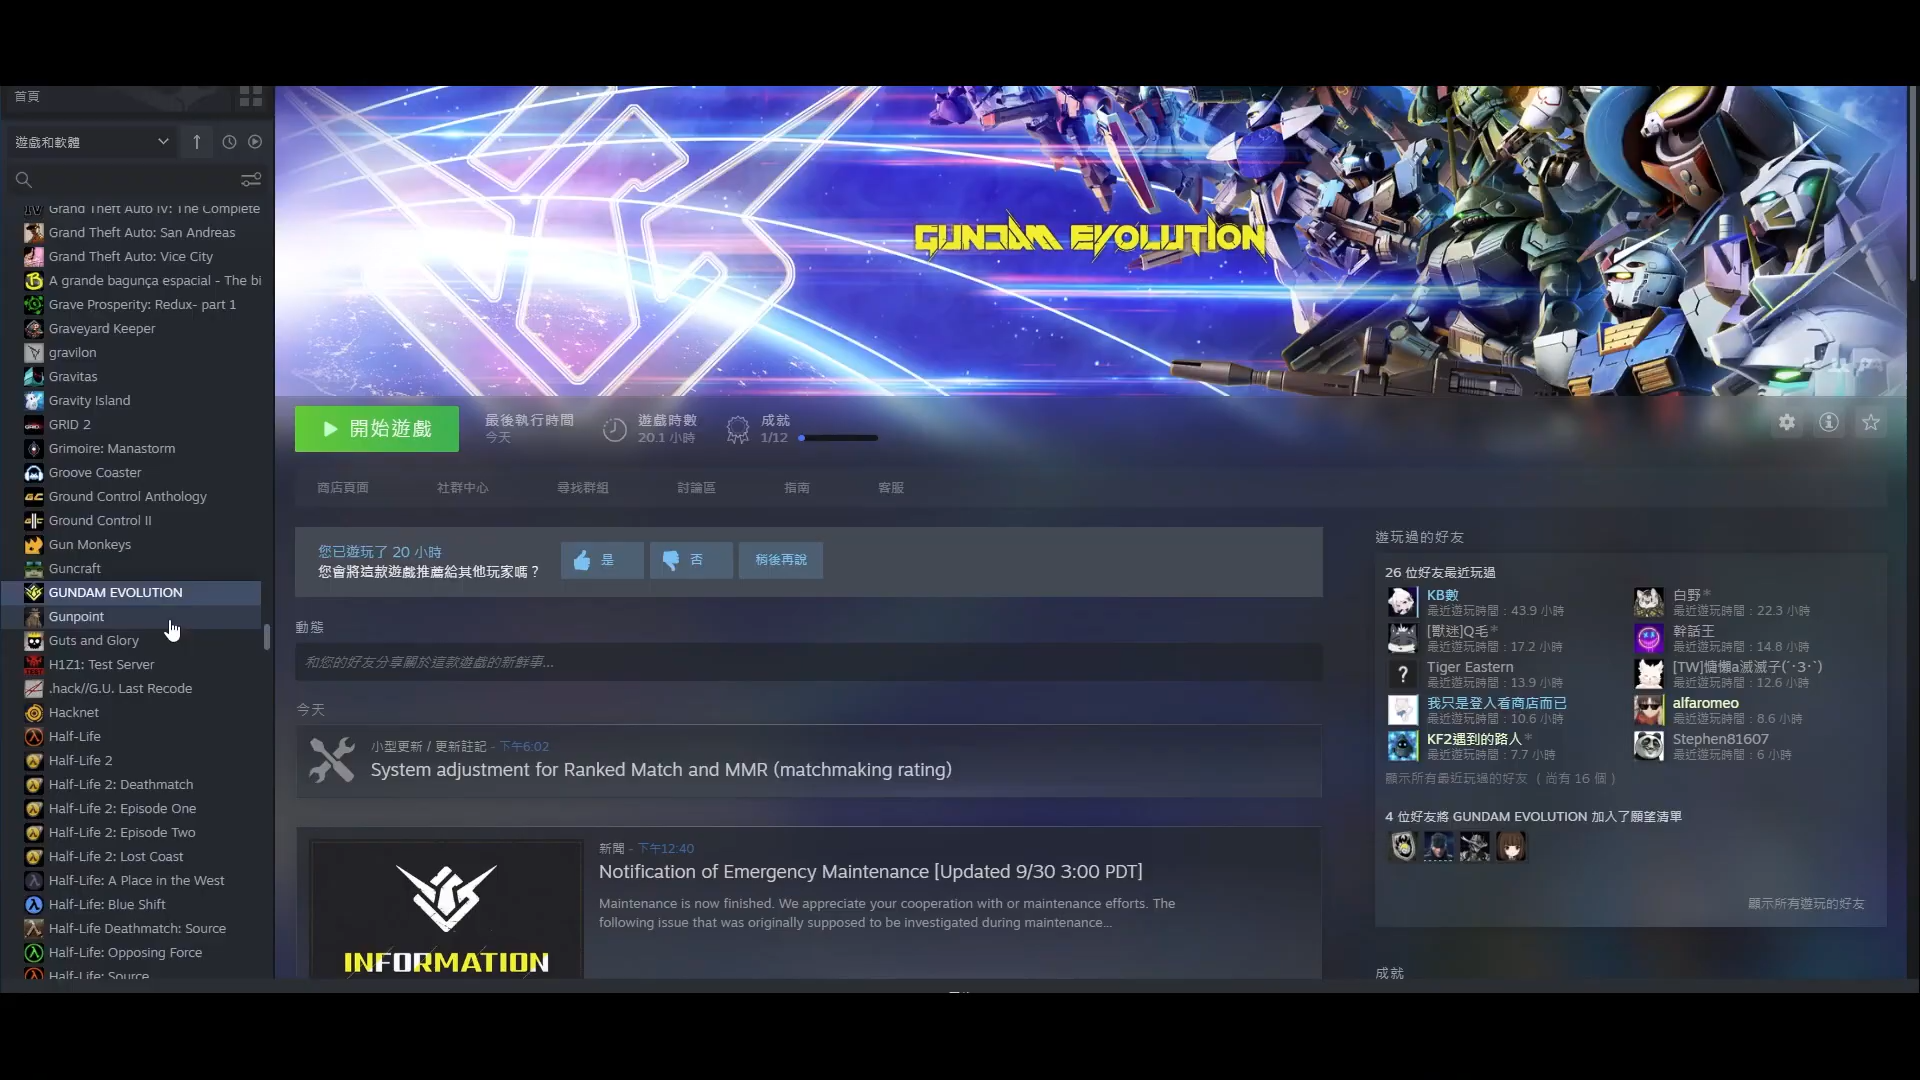 首頁
遊戲和軟體
Grand Theft Auto IV: The Complete
Grand Theft Auto: San Andreas
Grand Theft Auto: Vice City
A grande bagunça espacial - The bi
Grave Prosperity: Redux- part 1
Graveyard Keeper
gravilon
Gravitas
Gravity Island
GRID 2
Grimoire: Manastorm
Groove Coaster
Ground Control Anthology
Ground Control II
Gun Monkeys
Guncraft
GUNDAM EVOLUTION
Gunpoint
Guts and Glory
H1Z1: Test Server
.hack//G.U. Last Recode
Hacknet
Half-Life
Half-Life 2
Half-Life 2: Deathmatch
Half-Life 2: Episode One
Half-Life 2: Episode Two
Half-Life 2: Lost Coast
Half-Life: A Place in the West
Half-Life: Blue Shift
Half-Life Deathmatch: Source
Half-Life: Opposing Force
Half-Life: Source
GUNDAM EVOLUTION
開始遊戲
最後執行時間
今天
遊戲時數
20.1 小時
成就
1/12
商店頁面
社群中心
尋找群組
討論區
指南
客服
您已遊玩了 20 小時
您會將這款遊戲推薦給其他玩家嗎？
是
否
稍後再說
動態
和您的好友分享關於這款遊戲的新鮮事...
今天
小型更新 / 更新註記 - 下午6:02
System adjustment for Ranked Match and MMR (matchmaking rating)
新聞 - 下午12:40
Notification of Emergency Maintenance [Updated 9/30 3:00 PDT]
Maintenance is now finished. We appreciate your cooperation with or maintenance efforts. The
following issue that was originally supposed to be investigated during maintenance...
INFORMATION
遊玩過的好友
26 位好友最近玩過
KB數
最近遊玩時間：43.9 小時
白野*
最近遊玩時間：22.3 小時
[獸迷]Q毛*
最近遊玩時間：17.2 小時
幹話王
最近遊玩時間：14.8 小時
Tiger Eastern
最近遊玩時間：13.9 小時
[TW]慵懶a滅滅子(´･3･`)
最近遊玩時間：12.6 小時
我只是登入看商店而已
最近遊玩時間：10.6 小時
alfaromeo
最近遊玩時間：8.6 小時
KF2遇到的路人*
最近遊玩時間：7.7 小時
Stephen81607
最近遊玩時間：6 小時
顯示所有最近玩過的好友 ( 尚有 16 個 )
4 位好友將 GUNDAM EVOLUTION 加入了願望清單
顯示所有遊玩的好友
成就